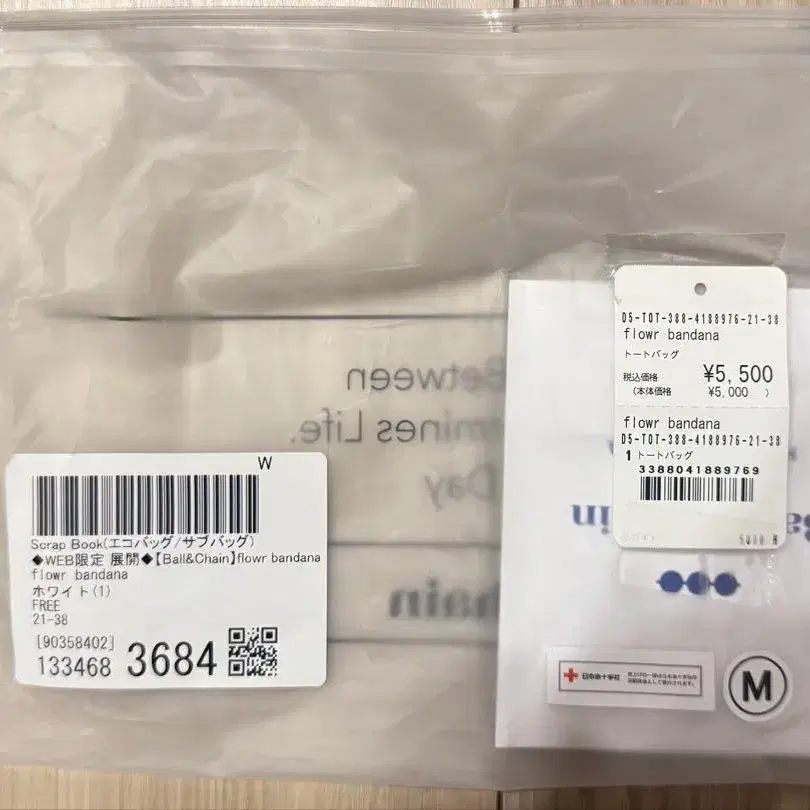 D5-TOT-388-4188976-21-38
flowr bandana
トートバッグ
税込価格 ¥5,500
(本体価格 ¥5,000 )
flowr bandana
D5-TOT-388-4188976-21-38
1 トートバッグ
3388041889769
Between
mines Life.
Day
hain
W
Scrap Book(エコバッグ/サブバッグ)
◆WEB限定 展開◆【Ball&Chain】flowr bandana
flowr bandana
ホワイト(1)
FREE
21-38
[90358402]
133468 3684
日本赤十字社
M